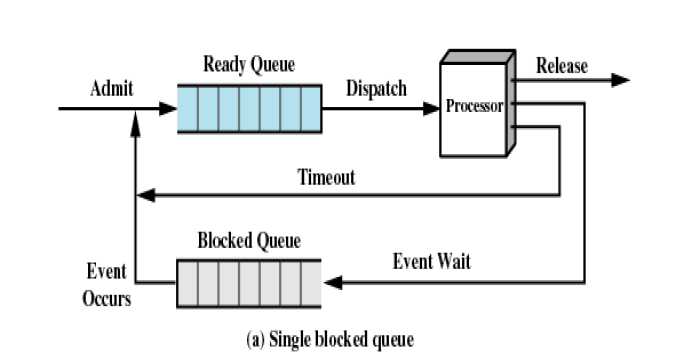 Ready Queue
Admit
Dispatch
Processor
Release
Timeout
Blocked Queue
Event Wait
Event
Occurs
(a) Single blocked queue